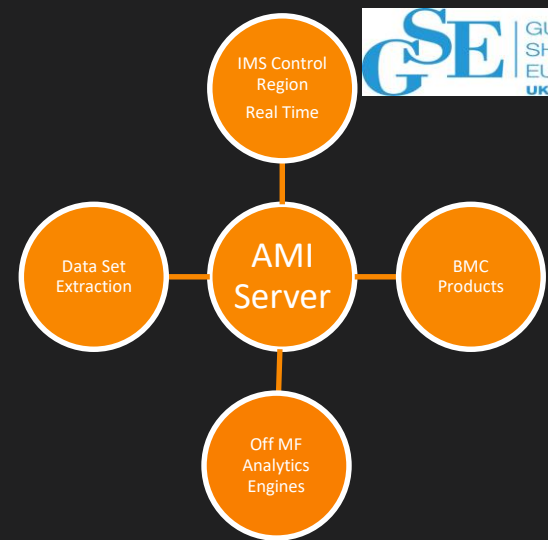 GSE
IMS Control
Region
Real Time
Data Set
Extraction
AMI
Server
BMC
Products
Off MF
Analytics
Engines